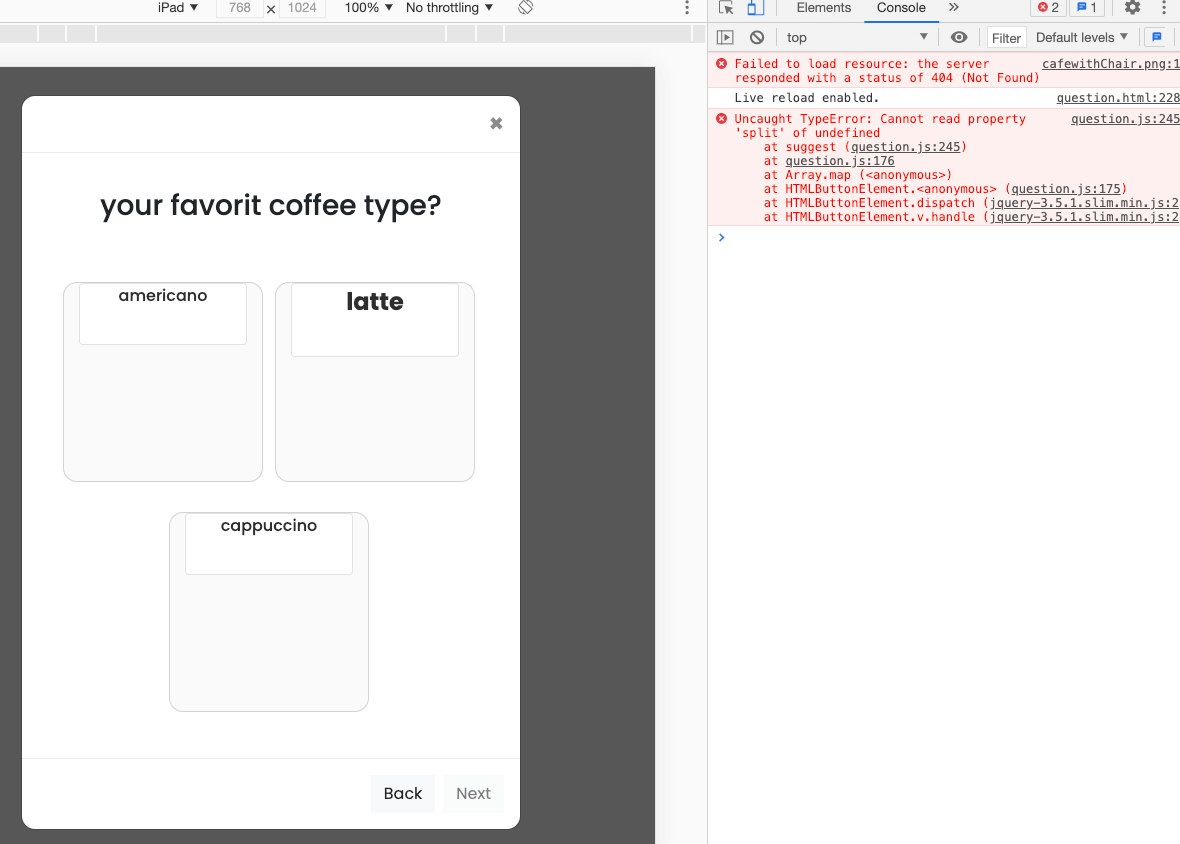 iPad ▼ 768 × 1024 100% ▼ No throttling ▼
Elements Console » 2 1
top ▼ Filter Default levels ▼
Failed to load resource: the server cafewithChair.png:1
responded with a status of 404 (Not Found)
Live reload enabled. question.html:228
Uncaught TypeError: Cannot read property question.js:245
'split' of undefined
at suggest (question.js:245)
at question.js:176
at Array.map (<anonymous>)
at HTMLButtonElement.<anonymous> (question.js:175)
at HTMLButtonElement.dispatch (jquery-3.5.1.slim.min.js:2
at HTMLButtonElement.v.handle (jquery-3.5.1.slim.min.js:2
your favorit coffee type?
americano
latte
cappuccino
Back Next